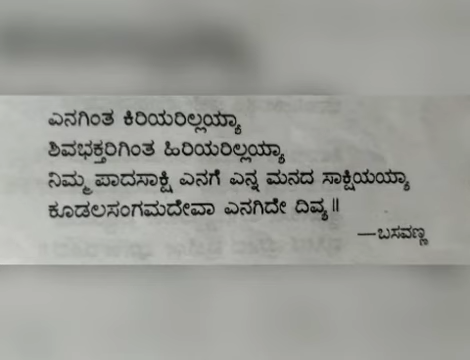 ಎನಗಿಂತ ಕಿರಿಯರಿಲ್ಲಯ್ಯಾ
ಶಿವಭಕ್ತರಿಗಿಂತ ಹಿರಿಯರಿಲ್ಲಯ್ಯಾ
ನಿಮ್ಮ ಪಾದಸಾಕ್ಷಿ ಎನಗೆ ಎನ್ನ ಮನದ ಸಾಕ್ಷಿಯಯ್ಯಾ
ಕೂಡಲಸಂಗಮದೇವಾ ಎನಗಿದೇ ದಿವ್ಯ ॥
—ಬಸವಣ್ಣ